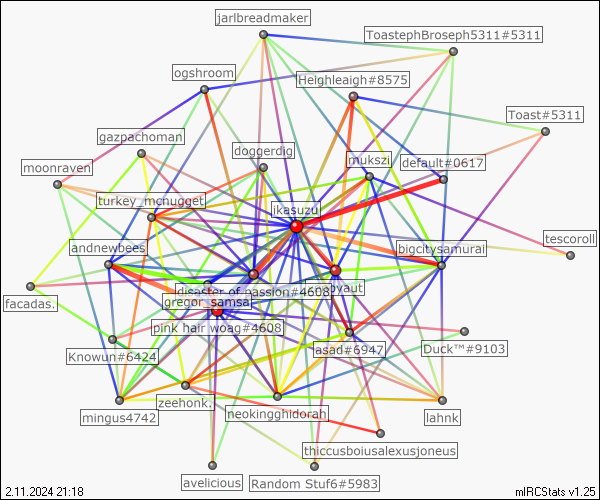 jarlbreadmaker
ToastephBroseph5311#5311
ogshroom
Heighleaigh#8575
Toast#5311
gazpachoman
doggerdig
mukszi
default#0617
moonraven
turkey_mcnugget
ikasuzu
tescoroll
andnewbees
bigcitysamurai
disaster of passion#4608
byaut
facadas.
gregor_samsa
pink hair woag#4608
asad#6947
Duck™#9103
Knowun#6424
mingus4742
zeehonk.
neokingghidorah
lahnk
thiccusboiusalexusjoneus
avelicious
Random Stuf6#5983
2.11.2024 21:18
mIRCStats v1.25